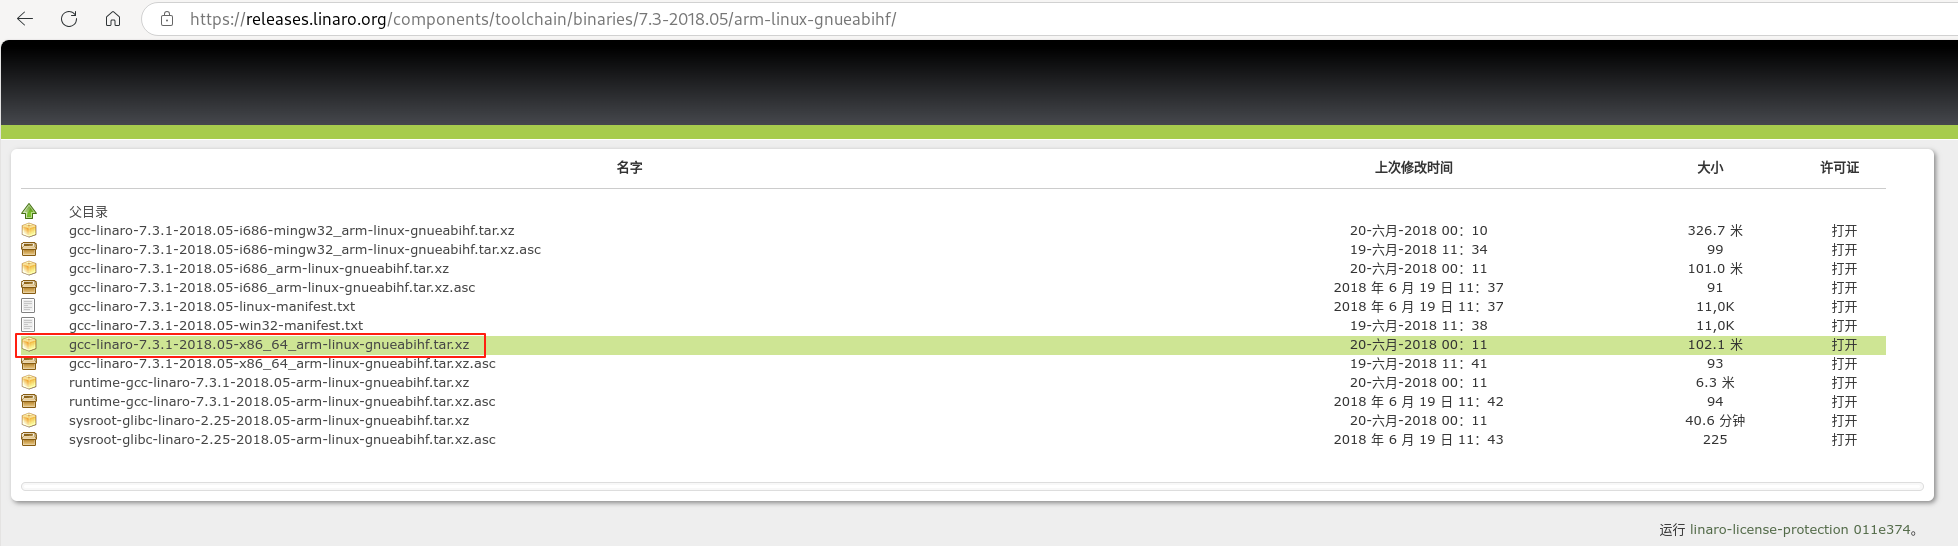 https://releases.linaro.org/components/toolchain/binaries/7.3-2018.05/arm-linux-gnueabihf/
名字 上次修改时间 大小 许可证
父目录
gcc-linaro-7.3.1-2018.05-i686-mingw32_arm-linux-gnueabihf.tar.xz 20-六月-2018 00：10 326.7 米 打开
gcc-linaro-7.3.1-2018.05-i686-mingw32_arm-linux-gnueabihf.tar.xz.asc 19-六月-2018 11：34 99 打开
gcc-linaro-7.3.1-2018.05-i686_arm-linux-gnueabihf.tar.xz 20-六月-2018 00：11 101.0 米 打开
gcc-linaro-7.3.1-2018.05-i686_arm-linux-gnueabihf.tar.xz.asc 2018 年 6 月 19 日 11：37 91 打开
gcc-linaro-7.3.1-2018.05-linux-manifest.txt 2018 年 6 月 19 日 11：37 11,0K 打开
gcc-linaro-7.3.1-2018.05-win32-manifest.txt 19-六月-2018 11：38 11,0K 打开
gcc-linaro-7.3.1-2018.05-x86_64_arm-linux-gnueabihf.tar.xz 20-六月-2018 00：11 102.1 米 打开
gcc-linaro-7.3.1-2018.05-x86_64_arm-linux-gnueabihf.tar.xz.asc 19-六月-2018 11：41 93 打开
runtime-gcc-linaro-7.3.1-2018.05-arm-linux-gnueabihf.tar.xz 20-六月-2018 00：11 6.3 米 打开
runtime-gcc-linaro-7.3.1-2018.05-arm-linux-gnueabihf.tar.xz.asc 2018 年 6 月 19 日 11：42 94 打开
sysroot-glibc-linaro-2.25-2018.05-arm-linux-gnueabihf.tar.xz 20-六月-2018 00：11 40.6 分钟 打开
sysroot-glibc-linaro-2.25-2018.05-arm-linux-gnueabihf.tar.xz.asc 2018 年 6 月 19 日 11：43 225 打开
运行 linaro-license-protection 011e374。